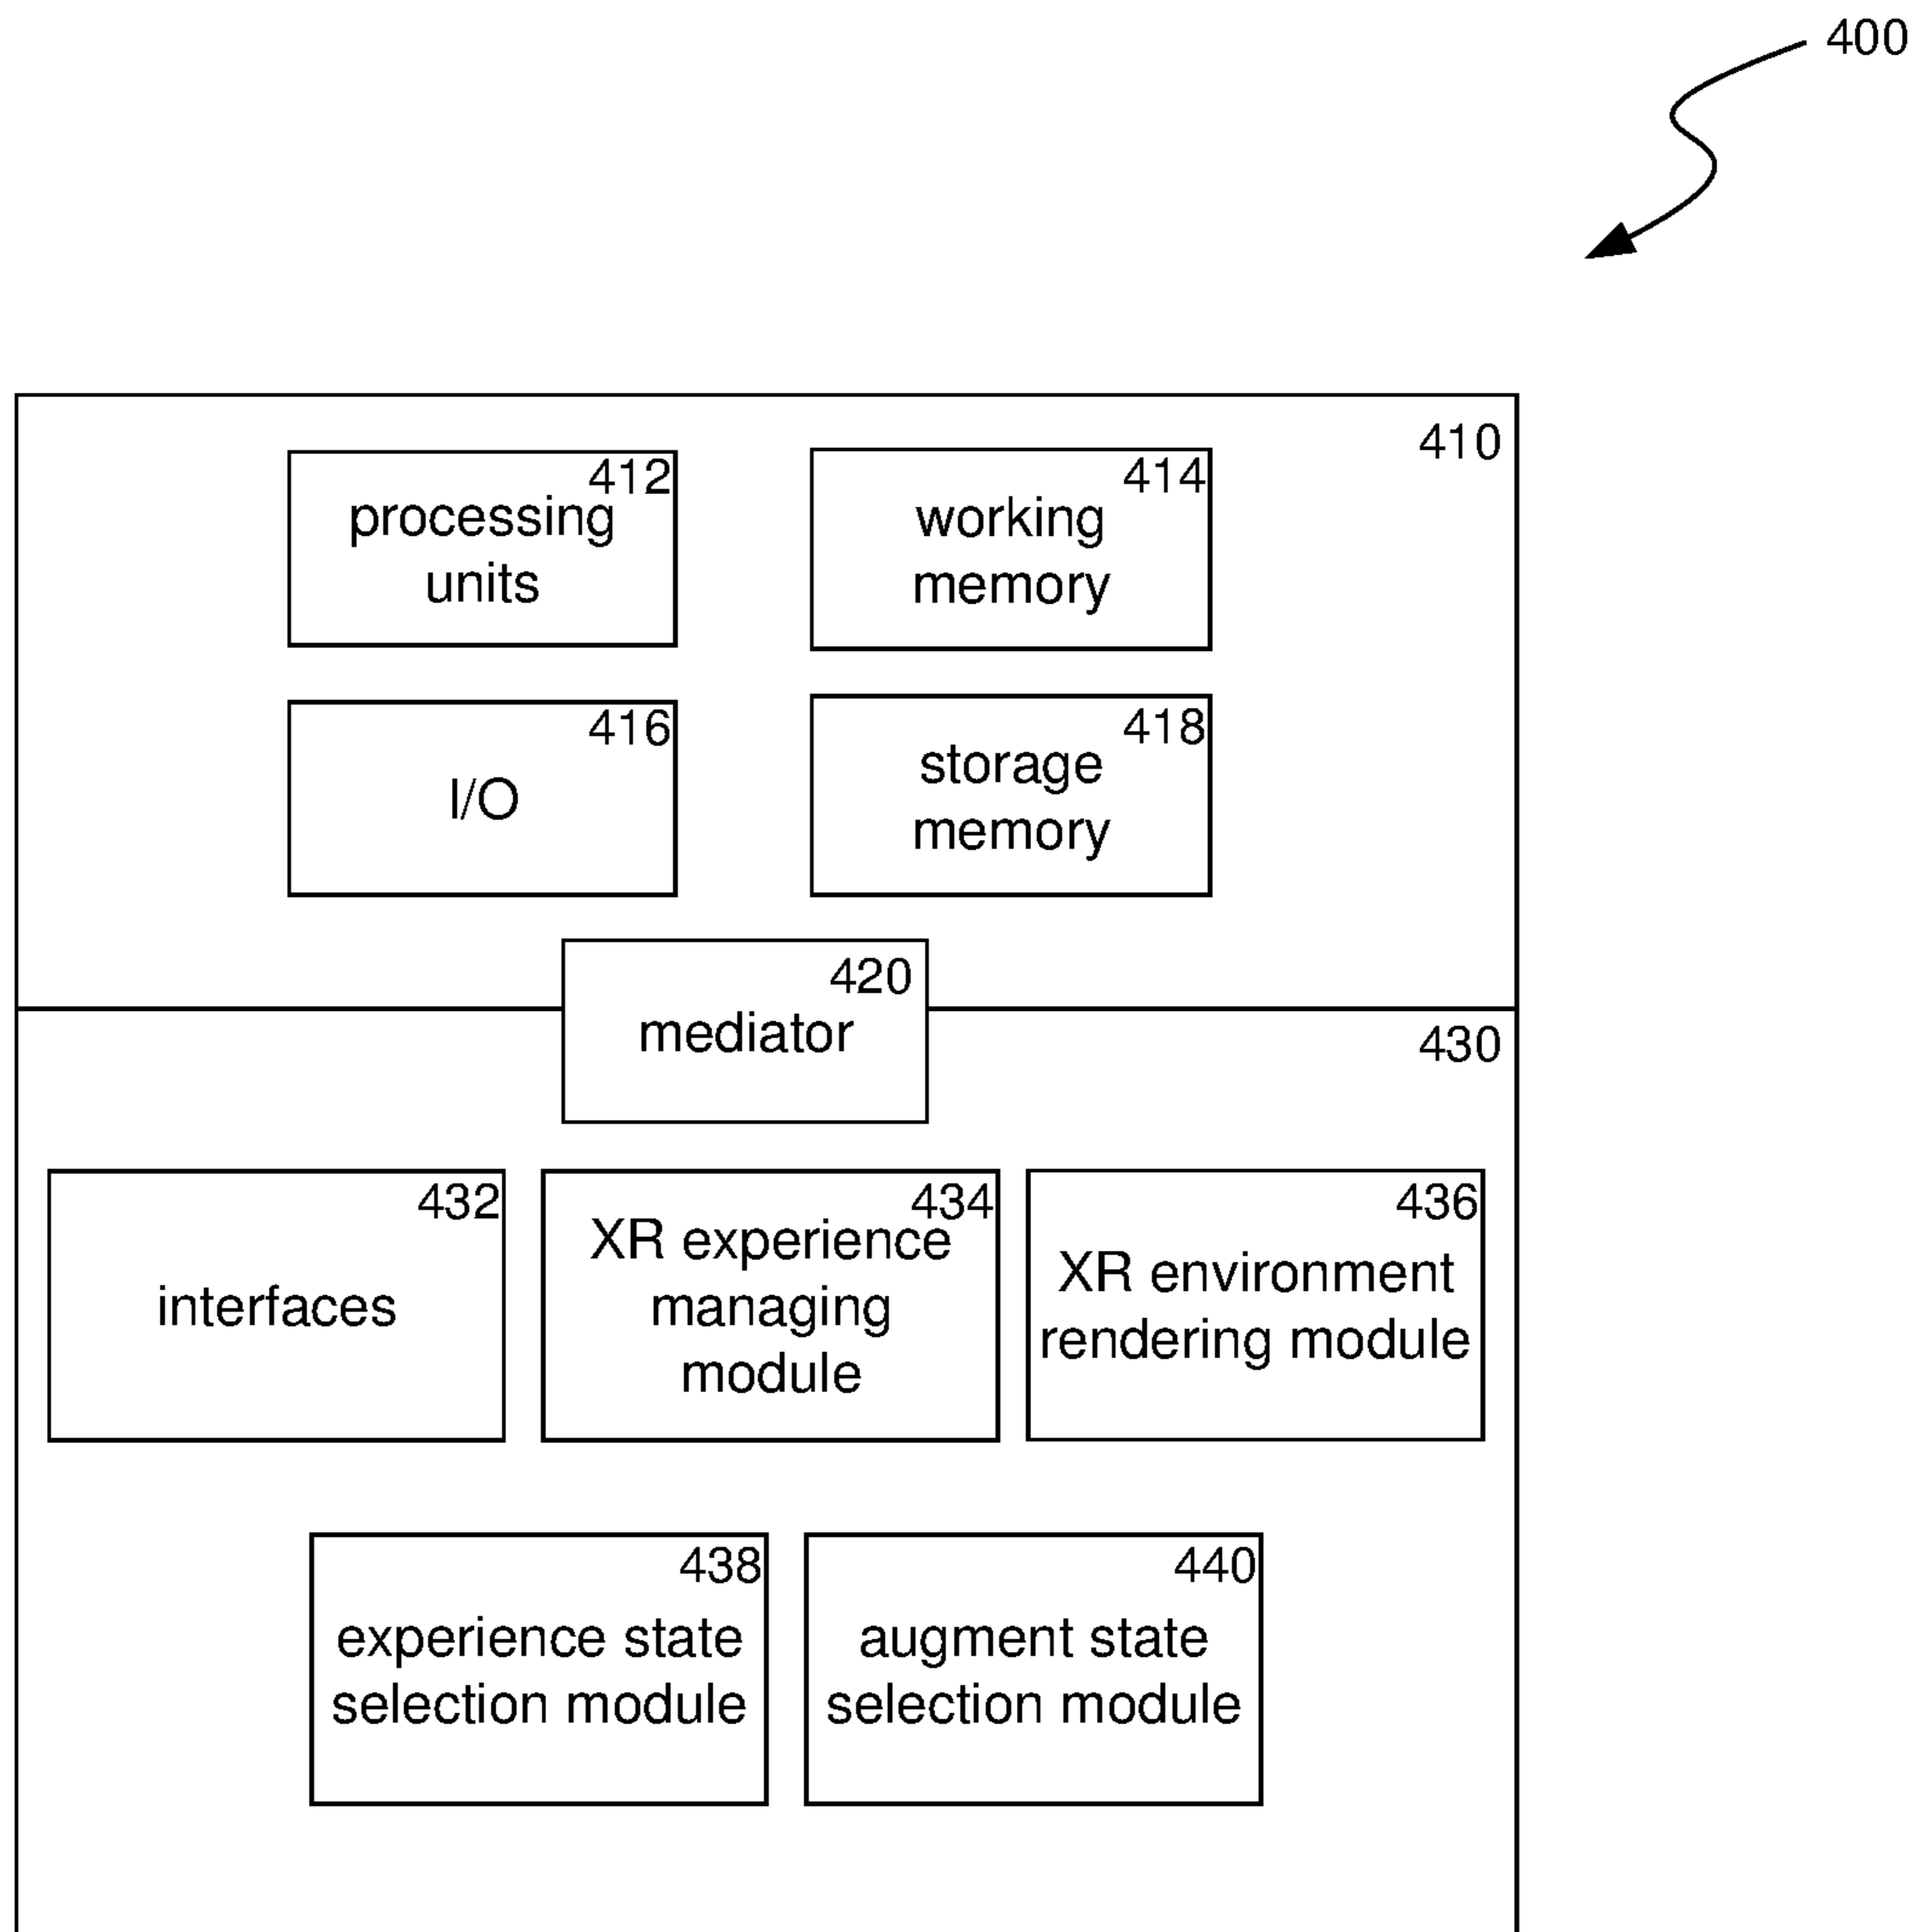 400
410
412
processing
units
414
working
memory
416
I/O
418
storage
memory
420
mediator
430
432
interfaces
434
XR experience
managing
module
436
XR environment
rendering module
438
experience state
selection module
440
augment state
selection module